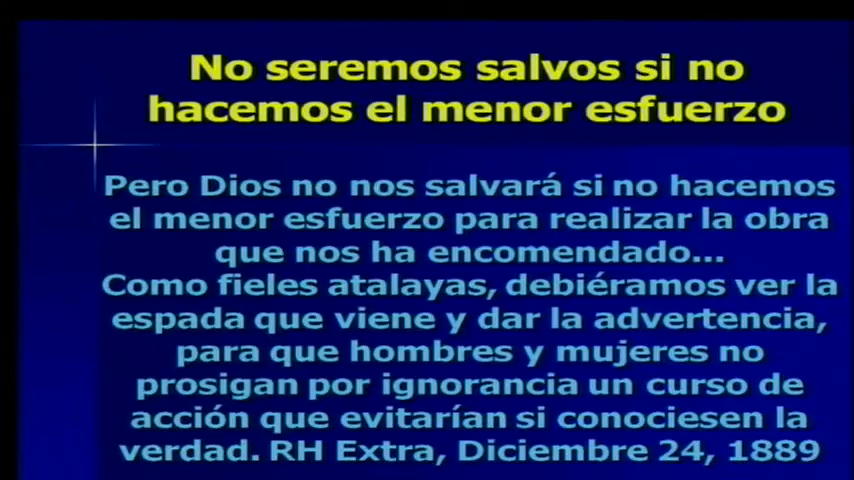 No seremos salvos si no
hacemos el menor esfuerzo
Pero Dios no nos salvará si no hacemos
el menor esfuerzo para realizar la obra
que nos ha encomendado...
Como fieles atalayas, debiéramos ver la
espada que viene y dar la advertencia,
para que hombres y mujeres no
prosigan por ignorancia un curso de
acción que evitarían si conociesen la
verdad. RH Extra, Diciembre 24, 1889